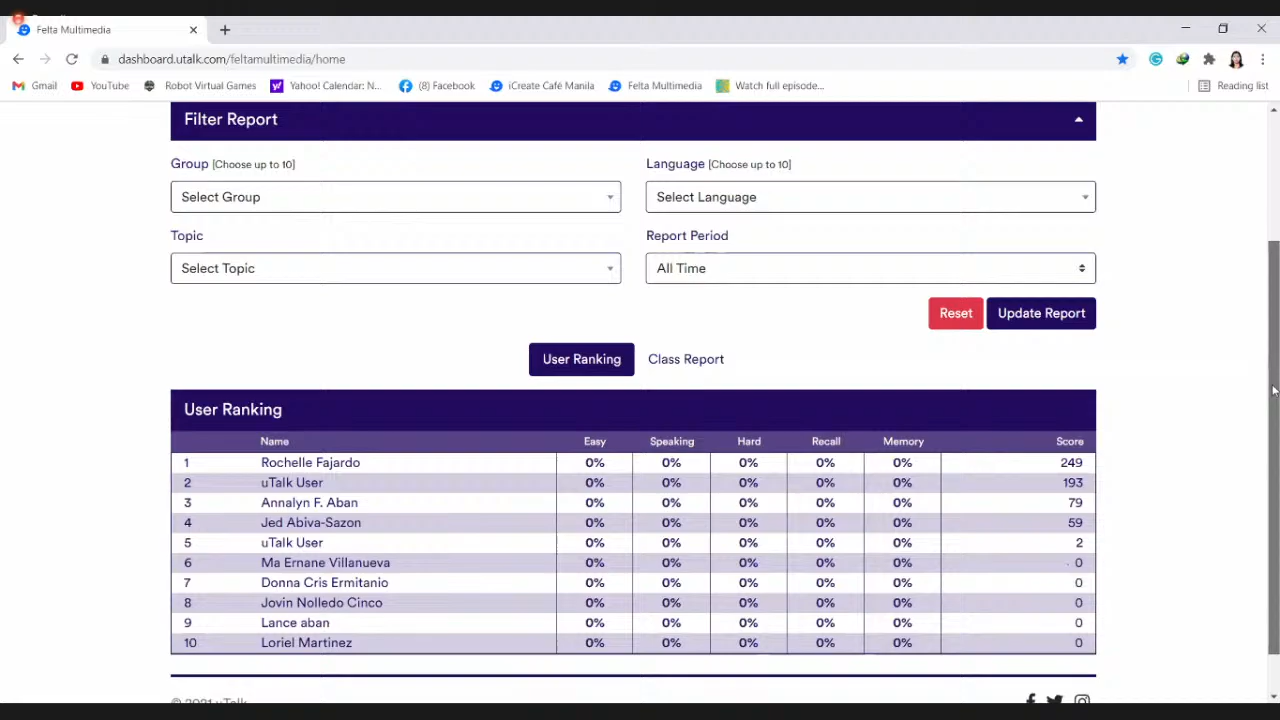 Felta Multimedia
dashboard.utalk.com/feltamultimedia/home
Gmail YouTube Robot Virtual Games Yahoo! Calendar: N... (8) Facebook iCreate Café Manila Felta Multimedia Watch full episode... Reading list
Filter Report
Group [Choose up to 10] Language [Choose up to 10]
Select Group Select Language
Topic Report Period
Select Topic All Time
Reset Update Report
User Ranking Class Report
User Ranking
Name Easy Speaking Hard Recall Memory Score
1 Rochelle Fajardo 0% 0% 0% 0% 0% 249
2 uTalk User 0% 0% 0% 0% 0% 193
3 Annalyn F. Aban 0% 0% 0% 0% 0% 79
4 Jed Abiva-Sazon 0% 0% 0% 0% 0% 59
5 uTalk User 0% 0% 0% 0% 0% 2
6 Ma Ernane Villanueva 0% 0% 0% 0% 0% 0
7 Donna Cris Ermitanio 0% 0% 0% 0% 0% 0
8 Jovin Nolledo Cinco 0% 0% 0% 0% 0% 0
9 Lance aban 0% 0% 0% 0% 0% 0
10 Loriel Martinez 0% 0% 0% 0% 0% 0
© 2021 uTalk